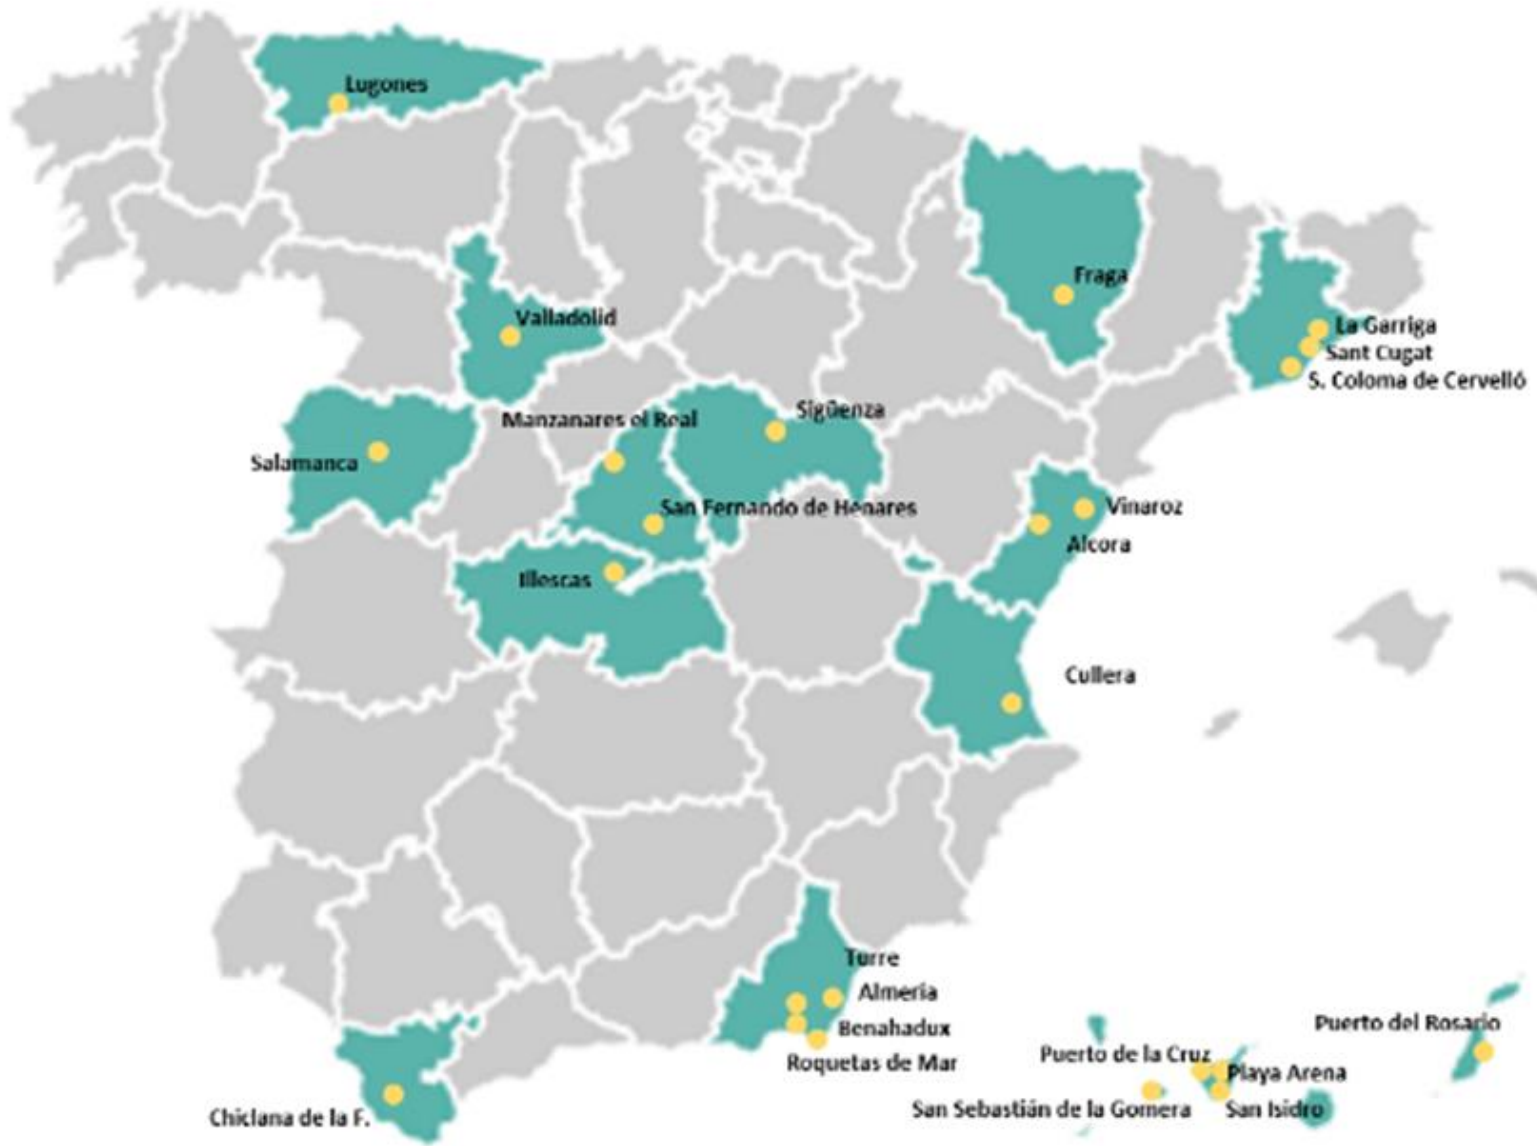 Lugones
Fraga
Valladolid
La Garriga
Sant Cugat
S. Coloma de Cervelló
Manzanares el Real
Sigüenza
Salamanca
San Fernando de Henares
Vinaroz
Alcora
Illescas
Cullera
Turre
Almeria
Benahadux
Roquetas de Mar
Puerto del Rosario
Puerto de la Cruz
Playa Arena
San Sebastián de la Gomera
San Isidro
Chiclana de la F.